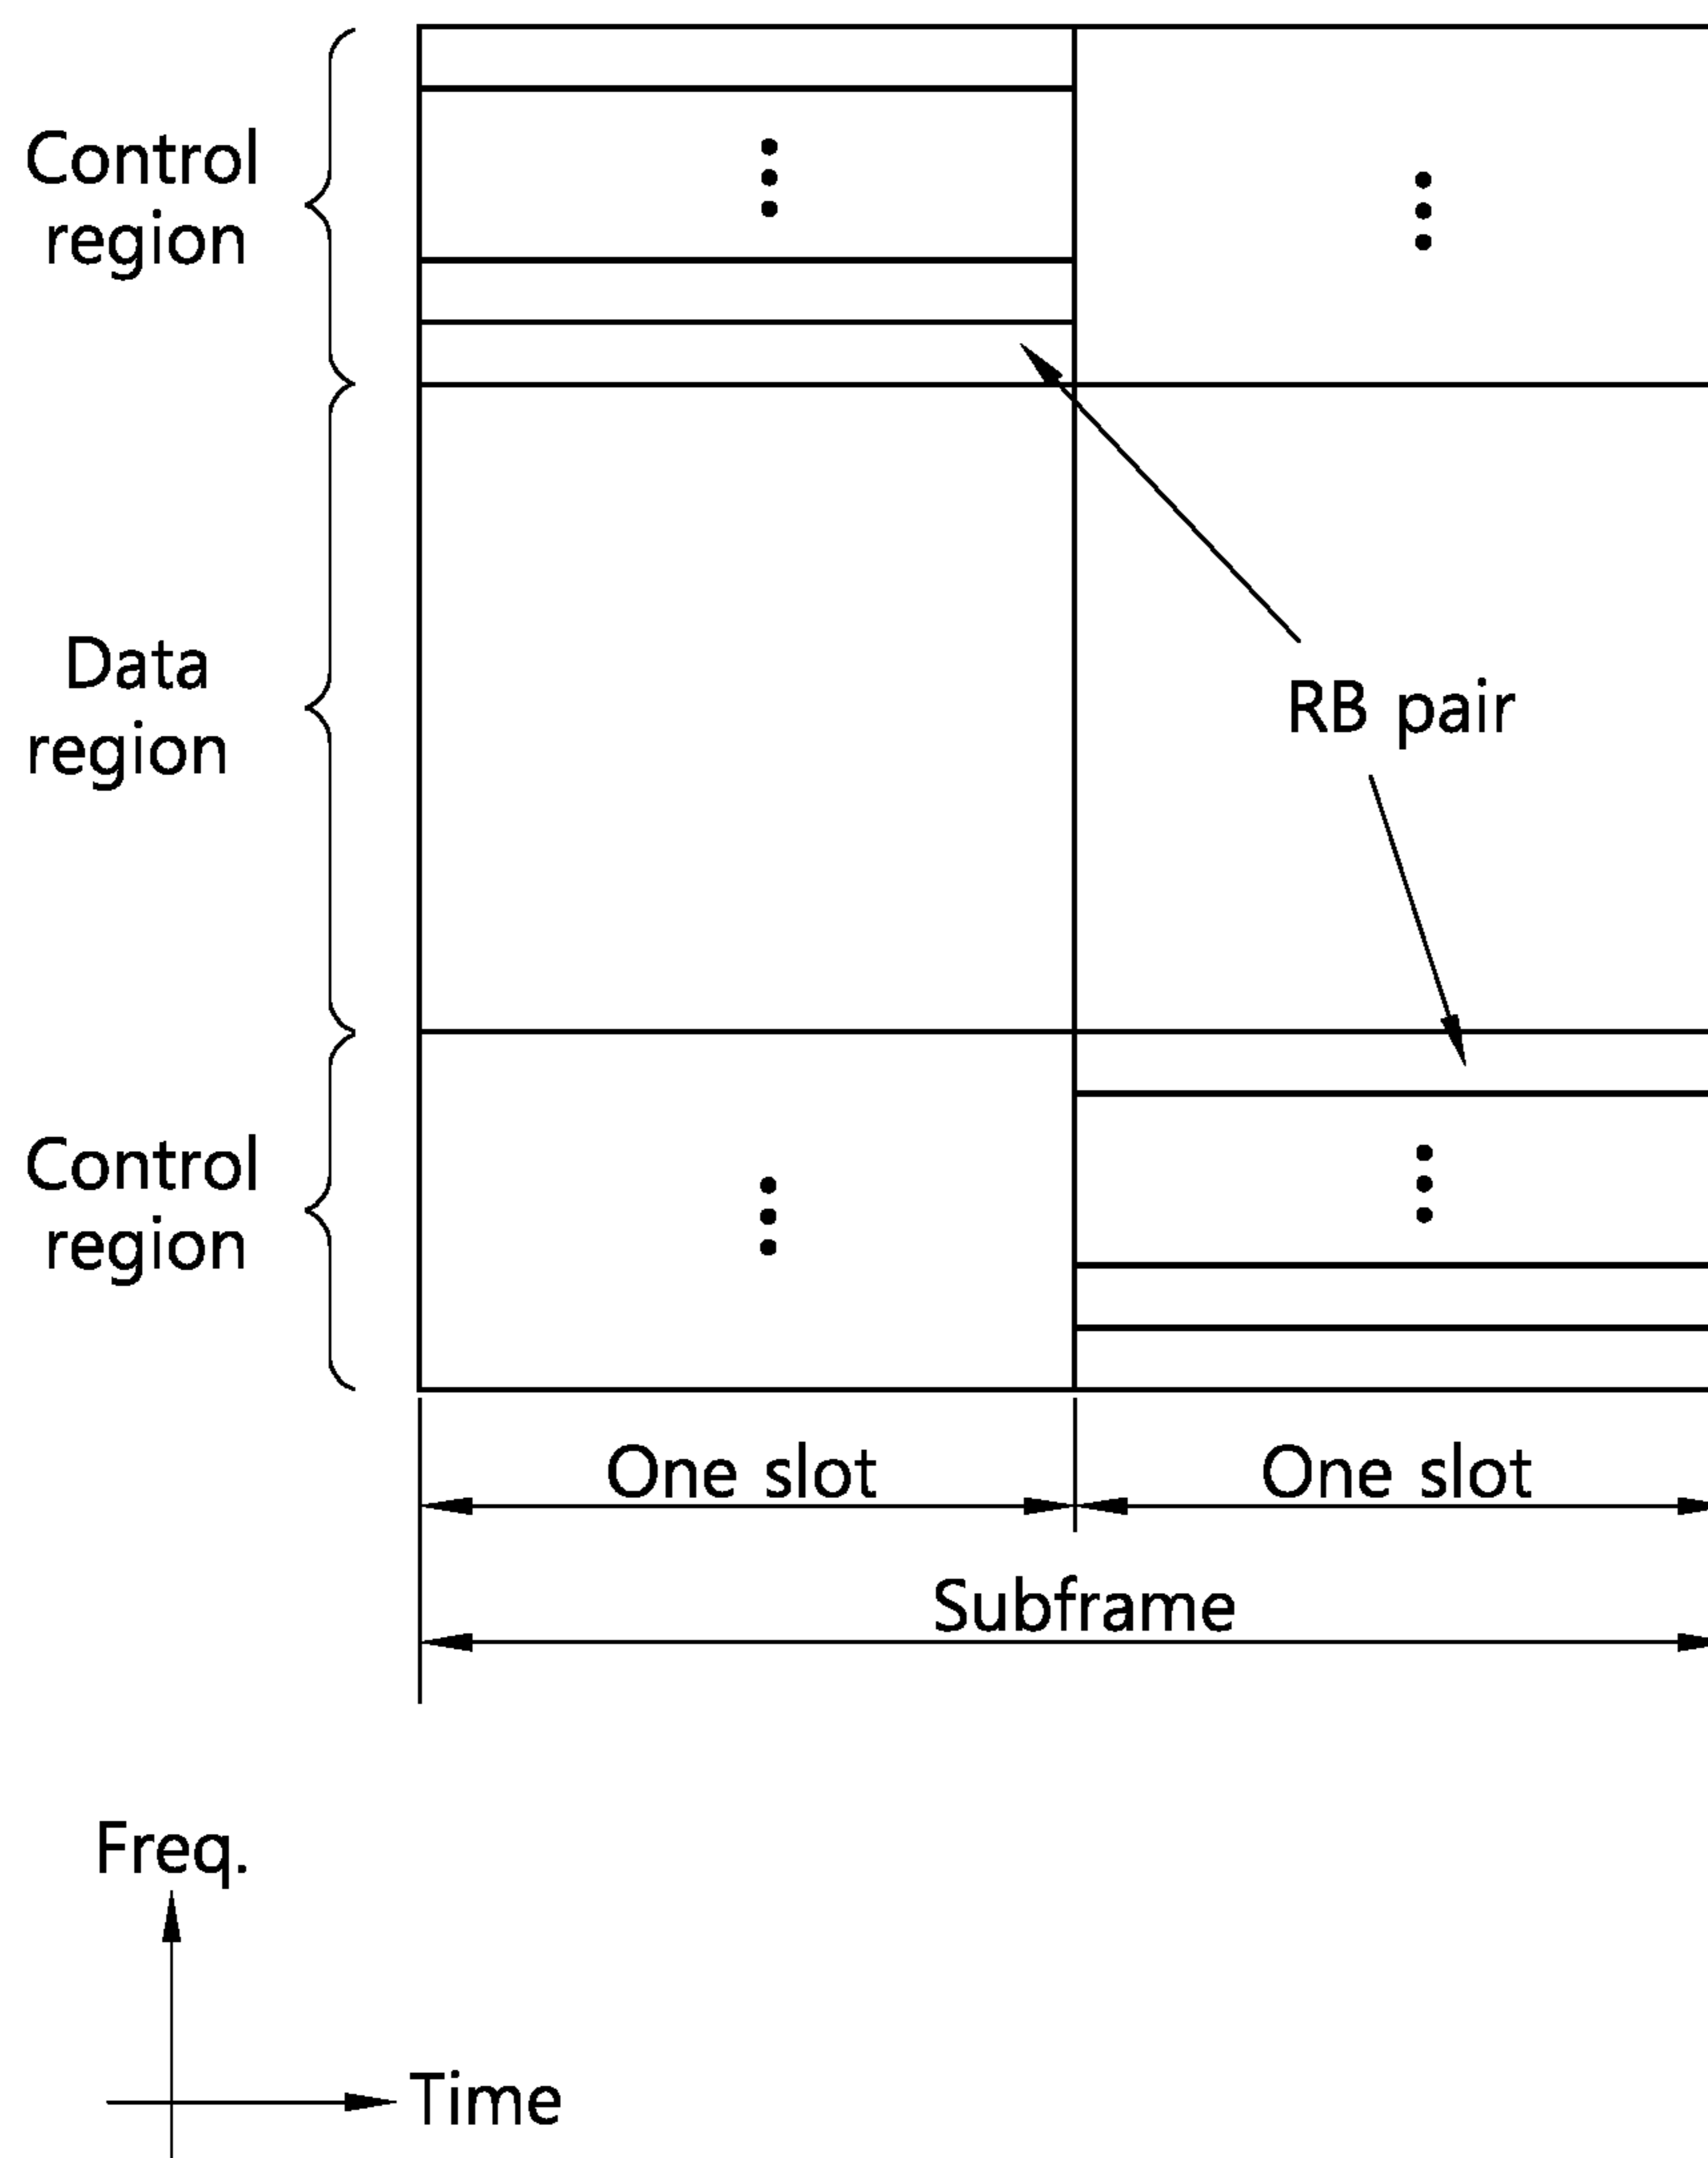 Control
region
Data
region
RB pair
Control
region
One slot
One slot
Subframe
Freq.
Time